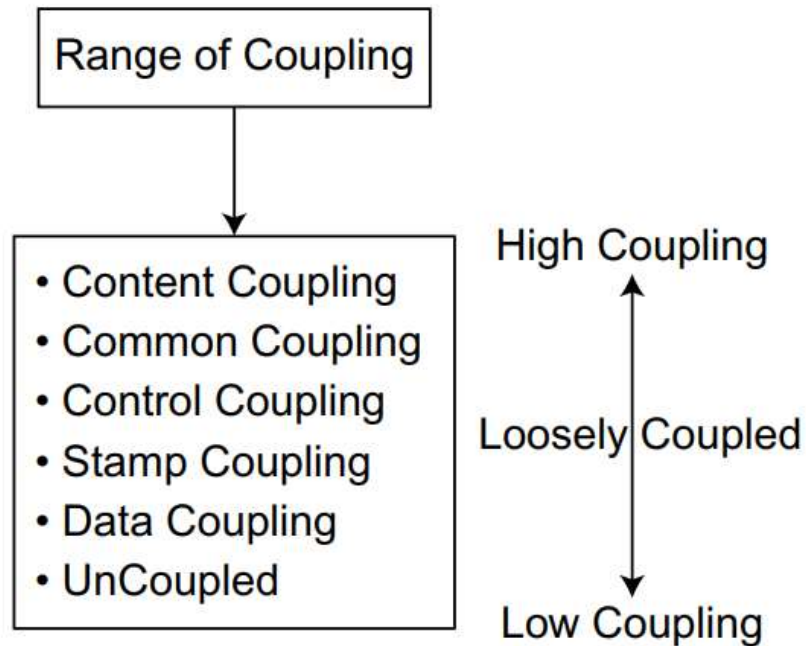 Range of Coupling
• Content Coupling
• Common Coupling
• Control Coupling
• Stamp Coupling
• Data Coupling
• UnCoupled
High Coupling
Loosely Coupled
Low Coupling